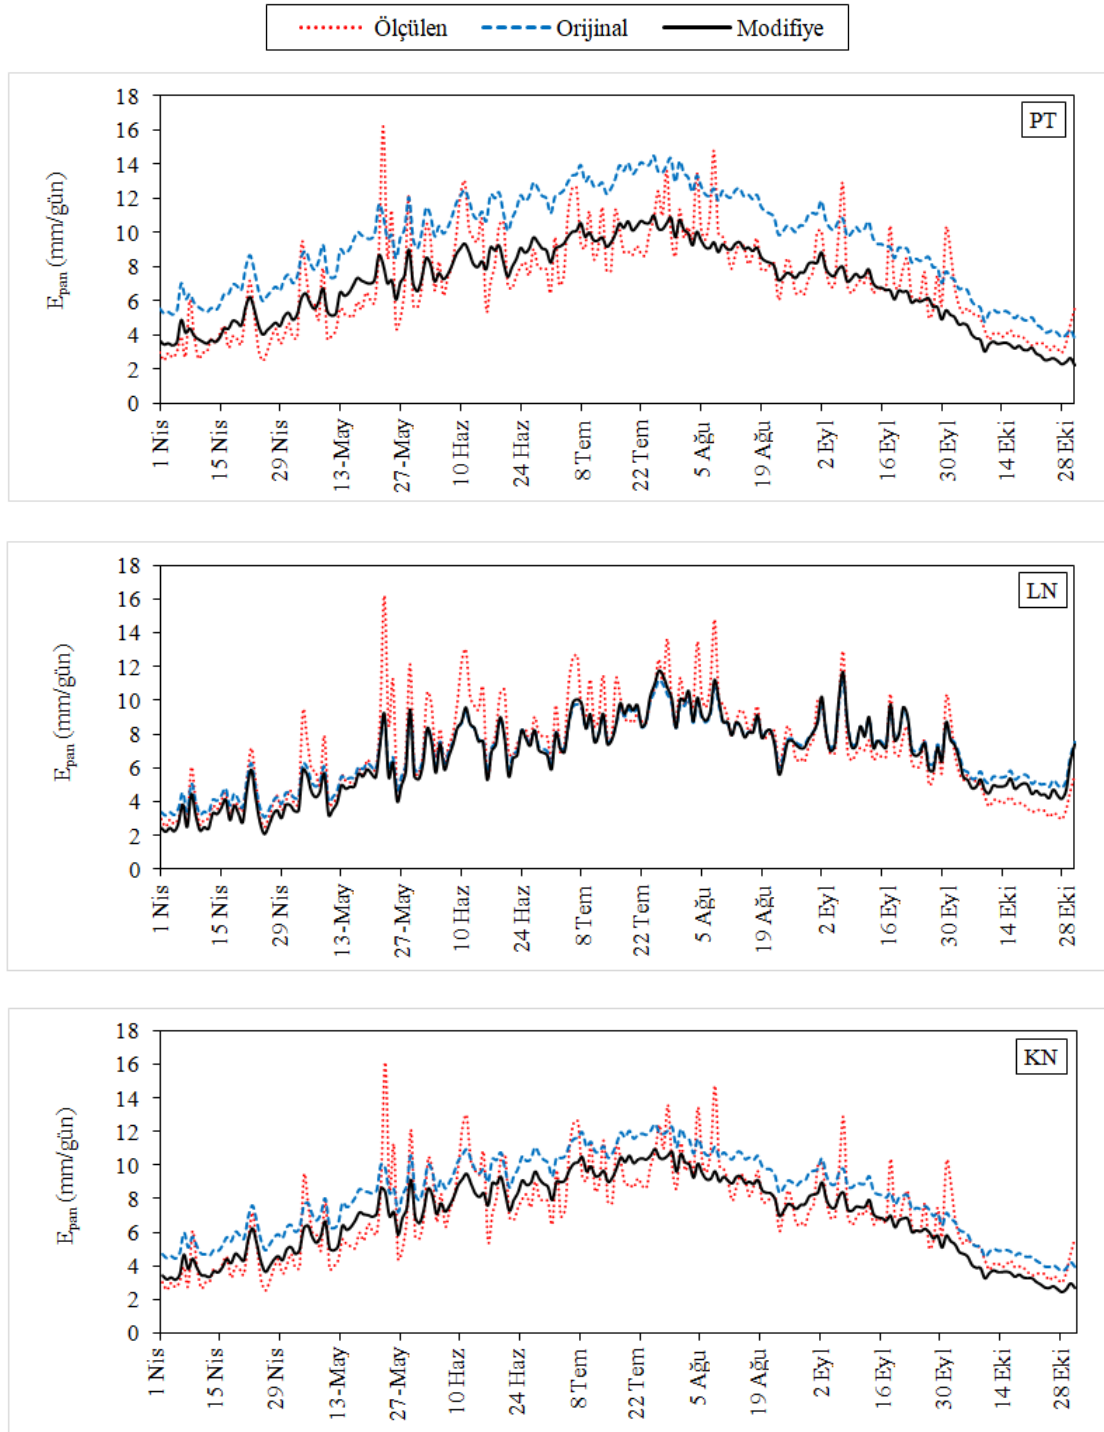 Ölçülen Orijinal Modifiye
PT
E_pan (mm/gün)
18
16
14
12
10
8
6
4
2
0
1 Nis
15 Nis
29 Nis
13-May
27-May
10 Haz
24 Haz
8 Tem
22 Tem
5 Ağu
19 Ağu
2 Eyl
16 Eyl
30 Eyl
14 Eki
28 Eki
LN
E_pan (mm/gün)
18
16
14
12
10
8
6
4
2
0
1 Nis
15 Nis
29 Nis
13-May
27-May
10 Haz
24 Haz
8 Tem
22 Tem
5 Ağu
19 Ağu
2 Eyl
16 Eyl
30 Eyl
14 Eki
28 Eki
KN
E_pan (mm/gün)
18
16
14
12
10
8
6
4
2
0
1 Nis
15 Nis
29 Nis
13-May
27-May
10 Haz
24 Haz
8 Tem
22 Tem
5 Ağu
19 Ağu
2 Eyl
16 Eyl
30 Eyl
14 Eki
28 Eki